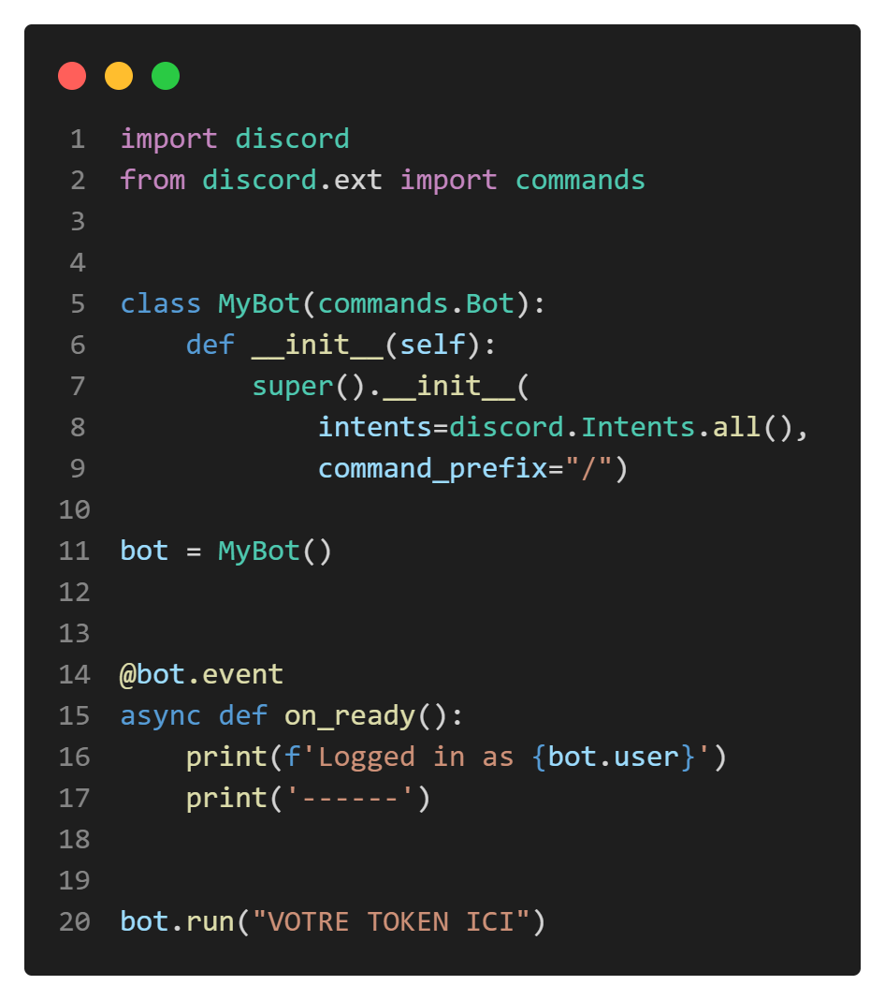 1 import discord
2 from discord.ext import commands
3
4
5 class MyBot(commands.Bot):
6     def __init__(self):
7         super().__init__(
8             intents=discord.Intents.all(),
9             command_prefix="/")
10
11 bot = MyBot()
12
13
14 @bot.event
15 async def on_ready():
16     print(f'Logged in as {bot.user}')
17     print('------')
18
19
20 bot.run("VOTRE TOKEN ICI")